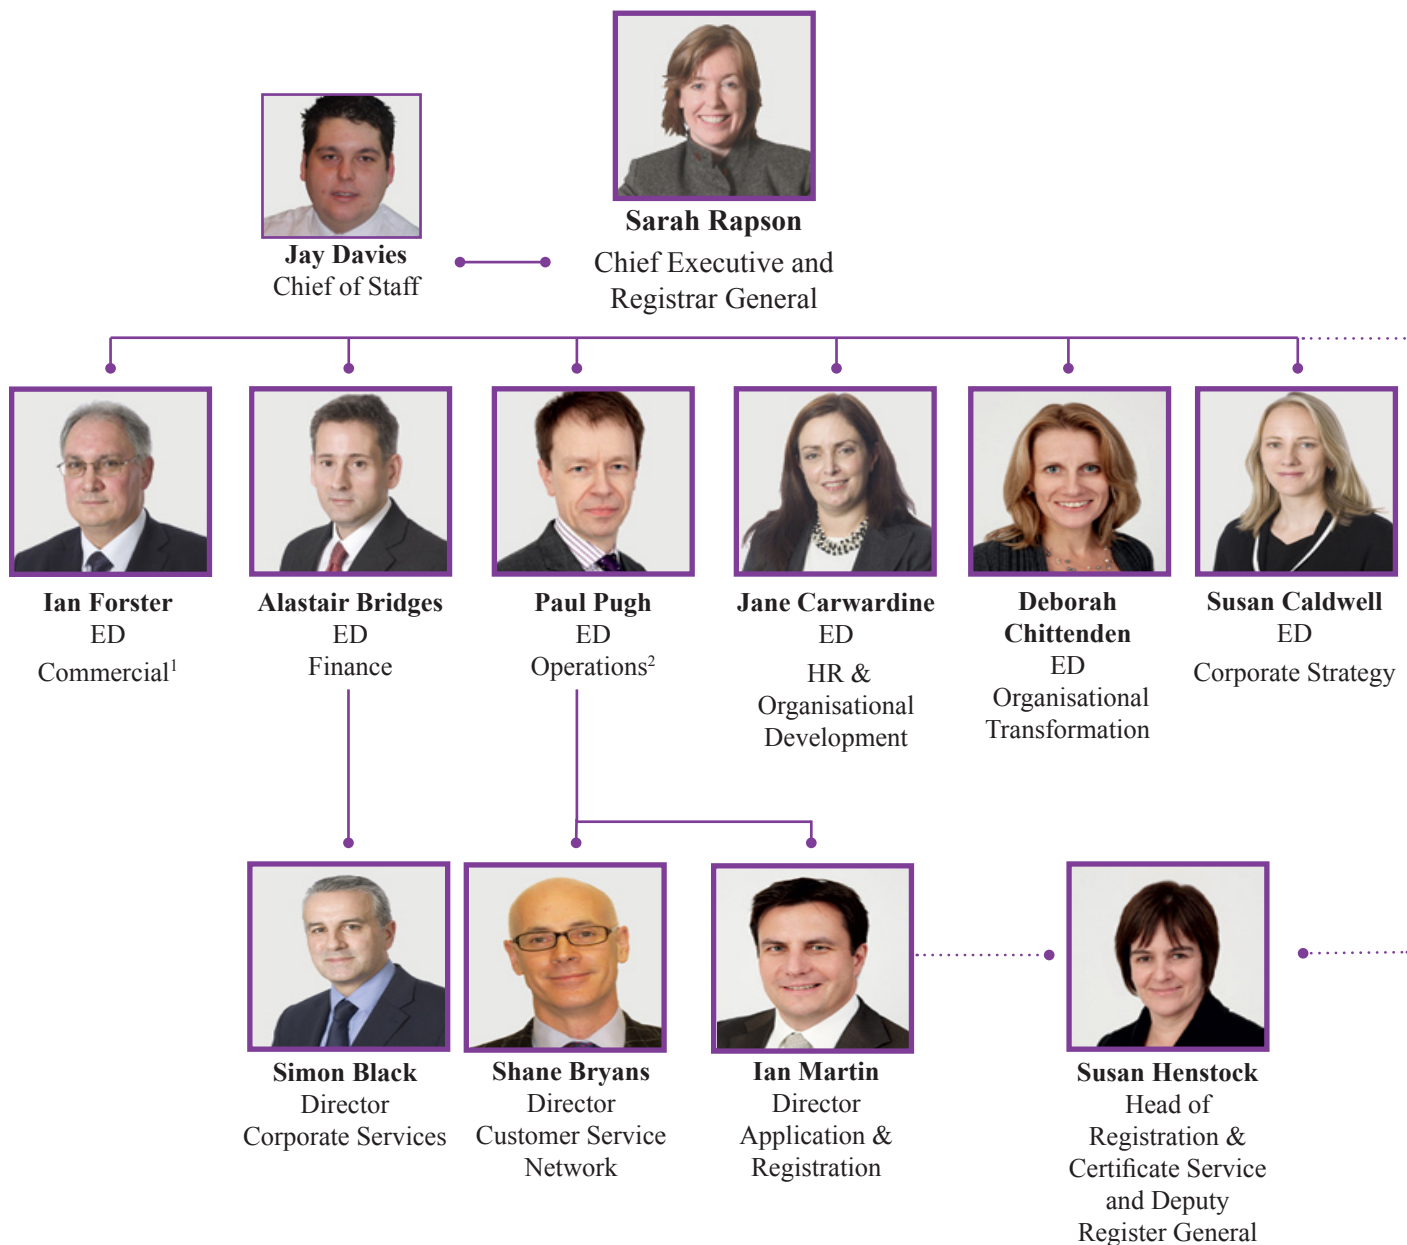 Sarah Rapson
Chief Executive and
Registrar General
Jay Davies
Chief of Staff
Ian Forster
ED
Commercial¹
Alastair Bridges
ED
Finance
Paul Pugh
ED
Operations²
Jane Carwardine
ED
HR &
Organisational
Development
Deborah
Chittenden
ED
Organisational
Transformation
Susan Caldwell
ED
Corporate Strategy
Simon Black
Director
Corporate Services
Shane Bryans
Director
Customer Service
Network
Ian Martin
Director
Application &
Registration
Susan Henstock
Head of
Registration &
Certificate Service
and Deputy
Register General